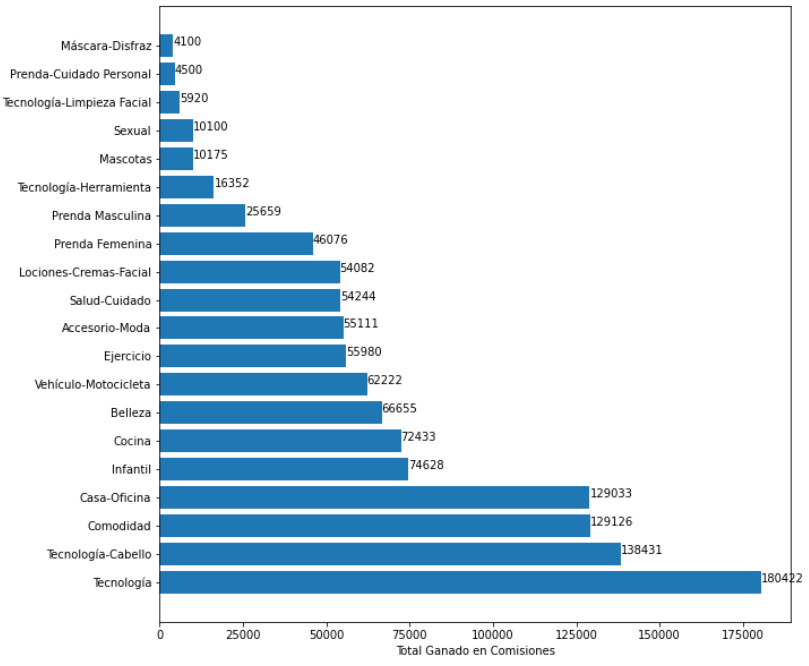 Máscara-Disfraz 4100
Prenda-Cuidado Personal 4500
Tecnología-Limpieza Facial 5920
Sexual 10100
Mascotas 10175
Tecnología-Herramienta 16352
Prenda Masculina 25659
Prenda Femenina 46076
Lociones-Cremas-Facial 54082
Salud-Cuidado 54244
Accesorio-Moda 55111
Ejercicio 55980
Vehículo-Motocicleta 62222
Belleza 66655
Cocina 72433
Infantil 74628
Casa-Oficina 129033
Comodidad 129126
Tecnología-Cabello 138431
Tecnología 180422
0 25000 50000 75000 100000 125000 150000 175000
Total Ganado en Comisiones